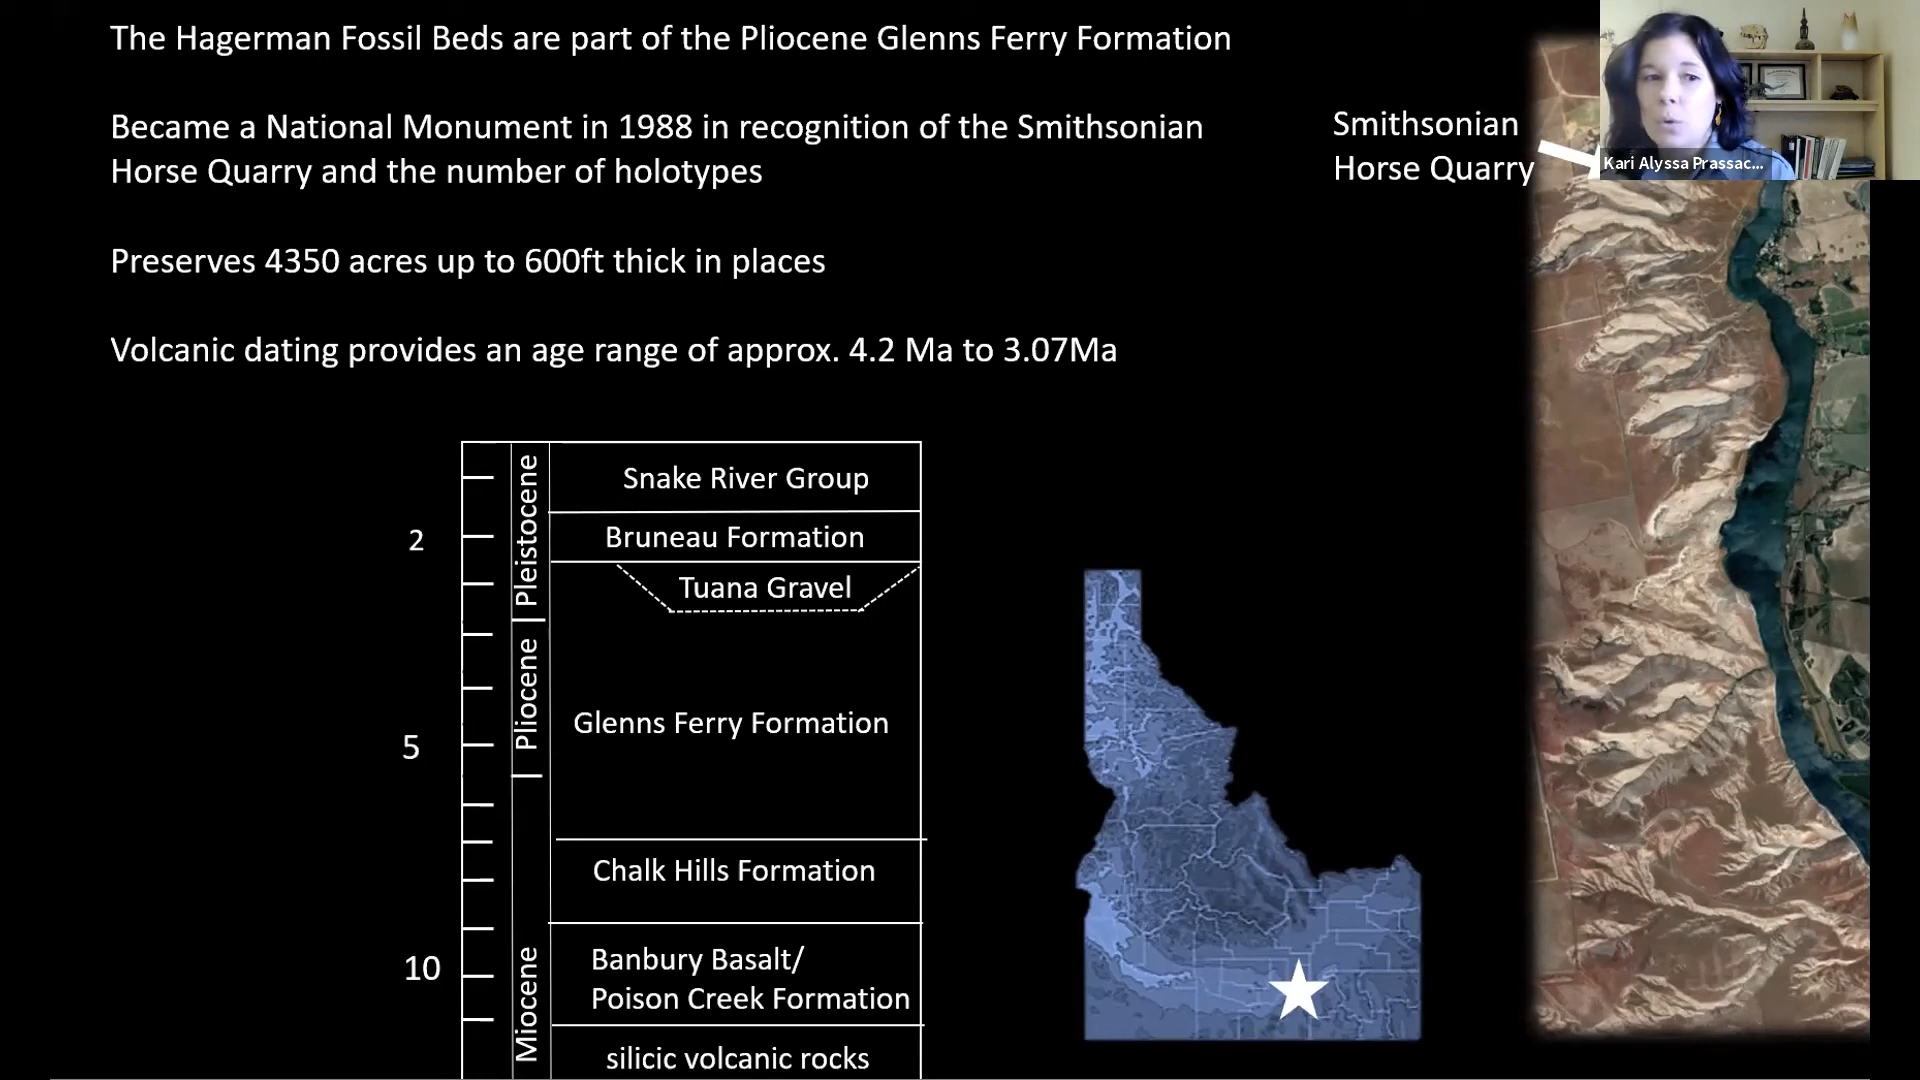 The Hagerman Fossil Beds are part of the Pliocene Glenns Ferry Formation
Became a National Monument in 1988 in recognition of the Smithsonian
Horse Quarry and the number of holotypes
Preserves 4350 acres up to 600ft thick in places
Volcanic dating provides an age range of approx. 4.2 Ma to 3.07Ma
Smithsonian
Horse Quarry
Kari Alyssa Prassac...
2
5
10
Pleistocene
Pliocene
Miocene
Snake River Group
Bruneau Formation
Tuana Gravel
Glenns Ferry Formation
Chalk Hills Formation
Banbury Basalt/
Poison Creek Formation
silicic volcanic rocks